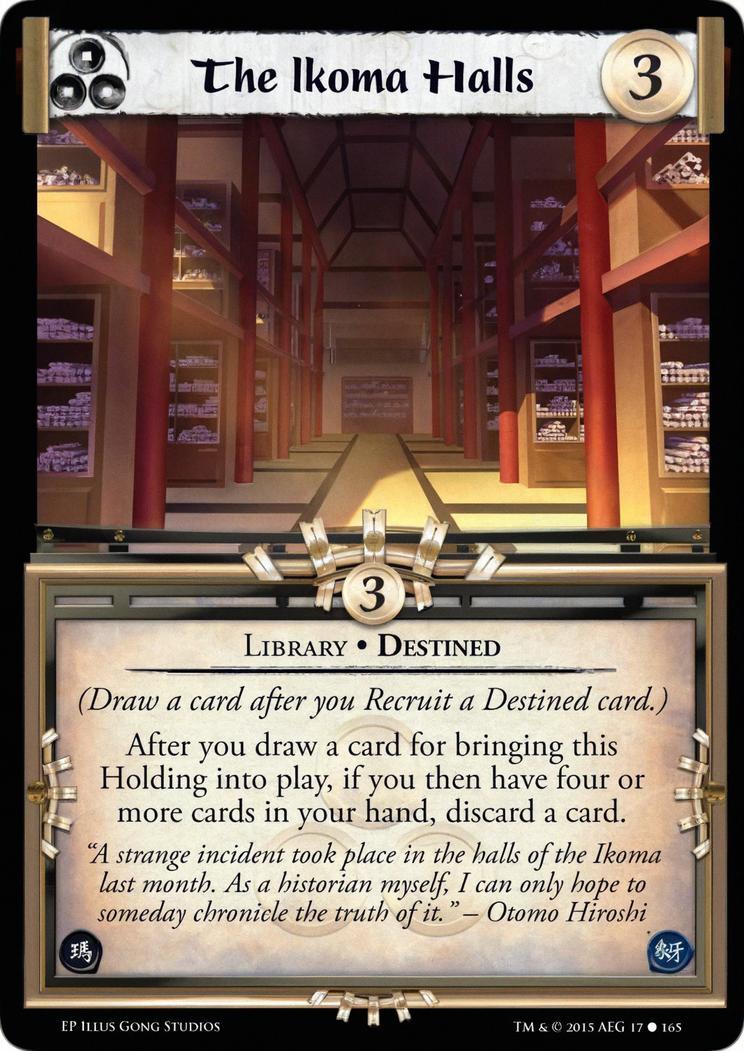 The Ikoma Halls
3
3
Library • Destined
(Draw a card after you Recruit a Destined card.)
After you draw a card for bringing this
Holding into play, if you then have four or
more cards in your hand, discard a card.
“A strange incident took place in the halls of the Ikoma
last month. As a historian myself, I can only hope to
someday chronicle the truth of it.” – Otomo Hiroshi
瑪
牙
EP Illus Gong Studios
TM & © 2015 AEG 17 ● 165